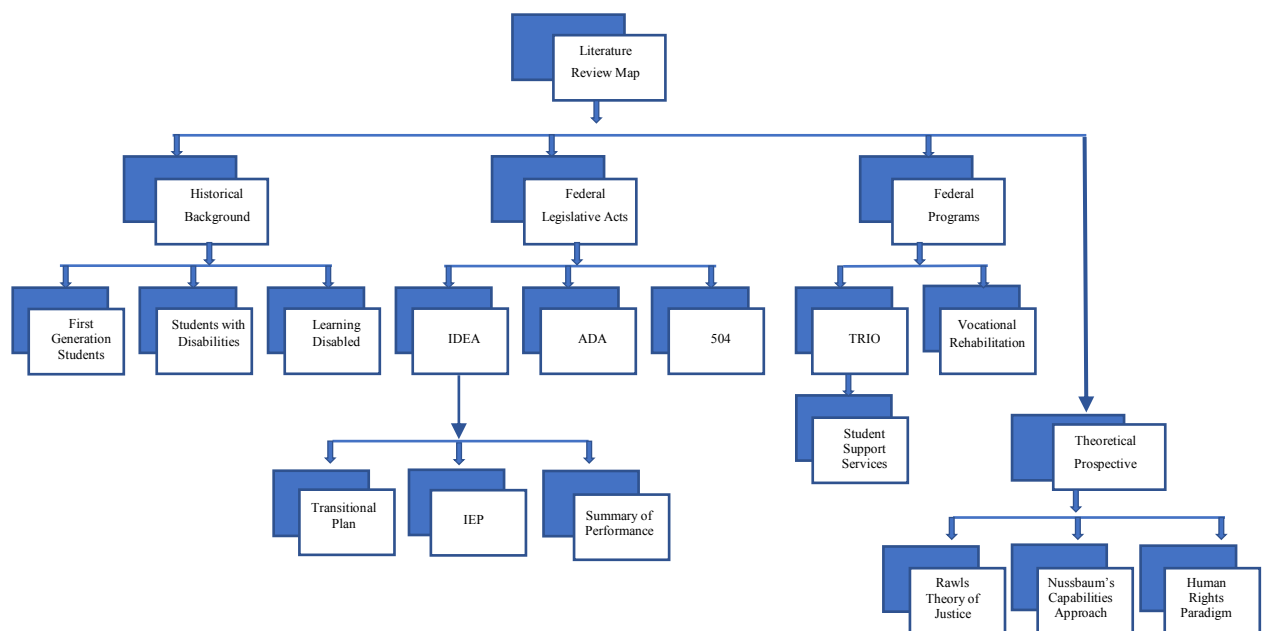 Literature
Review Map
Historical
Background
Federal
Legislative Acts
Federal
Programs
First
Generation
Students
Students with
Disabilities
Learning
Disabled
IDEA
ADA
504
TRIO
Vocational
Rehabilitation
Student
Support
Services
Theoretical
Prospective
Transitional
Plan
IEP
Summary of
Performance
Rawls
Theory of
Justice
Nussbaum’s
Capabilities
Approach
Human
Rights
Paradigm